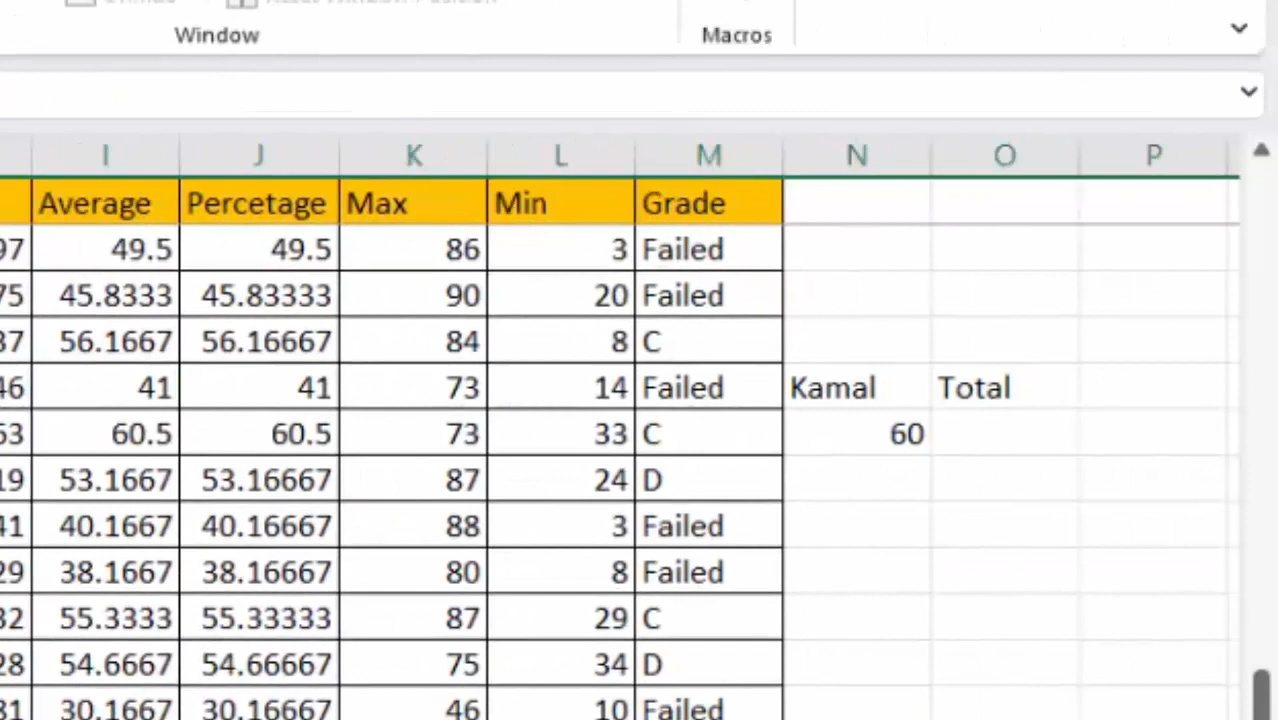 Window Macros
I J K L M N O P
Average Percetage Max Min Grade
97 49.5 49.5 86 3 Failed
75 45.8333 45.83333 90 20 Failed
37 56.1667 56.16667 84 8 C
46 41 41 73 14 Failed Kamal Total
63 60.5 60.5 73 33 C 60
19 53.1667 53.16667 87 24 D
41 40.1667 40.16667 88 3 Failed
29 38.1667 38.16667 80 8 Failed
32 55.3333 55.33333 87 29 C
28 54.6667 54.66667 75 34 D
81 30.1667 30.16667 46 10 Failed